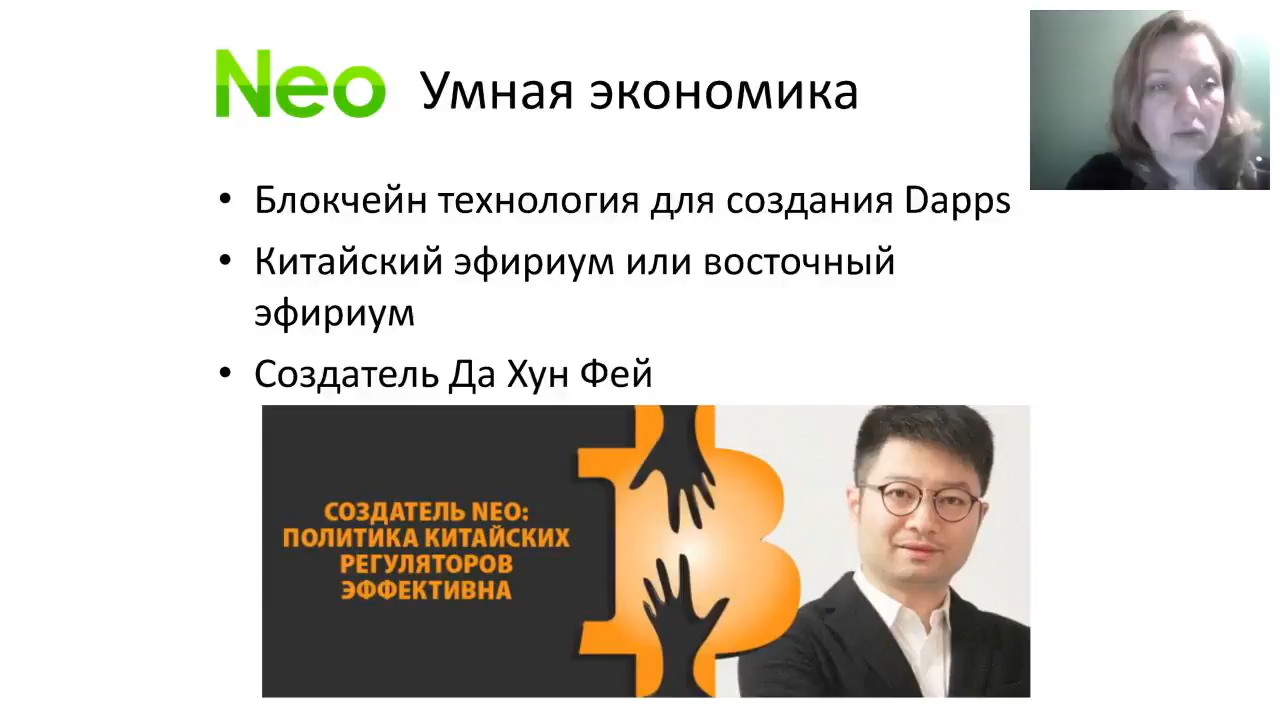 Neo Умная экономика
• Блокчейн технология для создания Dapps
• Китайский эфириум или восточный
эфириум
• Создатель Да Хун Фей
СОЗДАТЕЛЬ NEO:
ПОЛИТИКА КИТАЙСКИХ
РЕГУЛЯТОРОВ
ЭФФЕКТИВНА